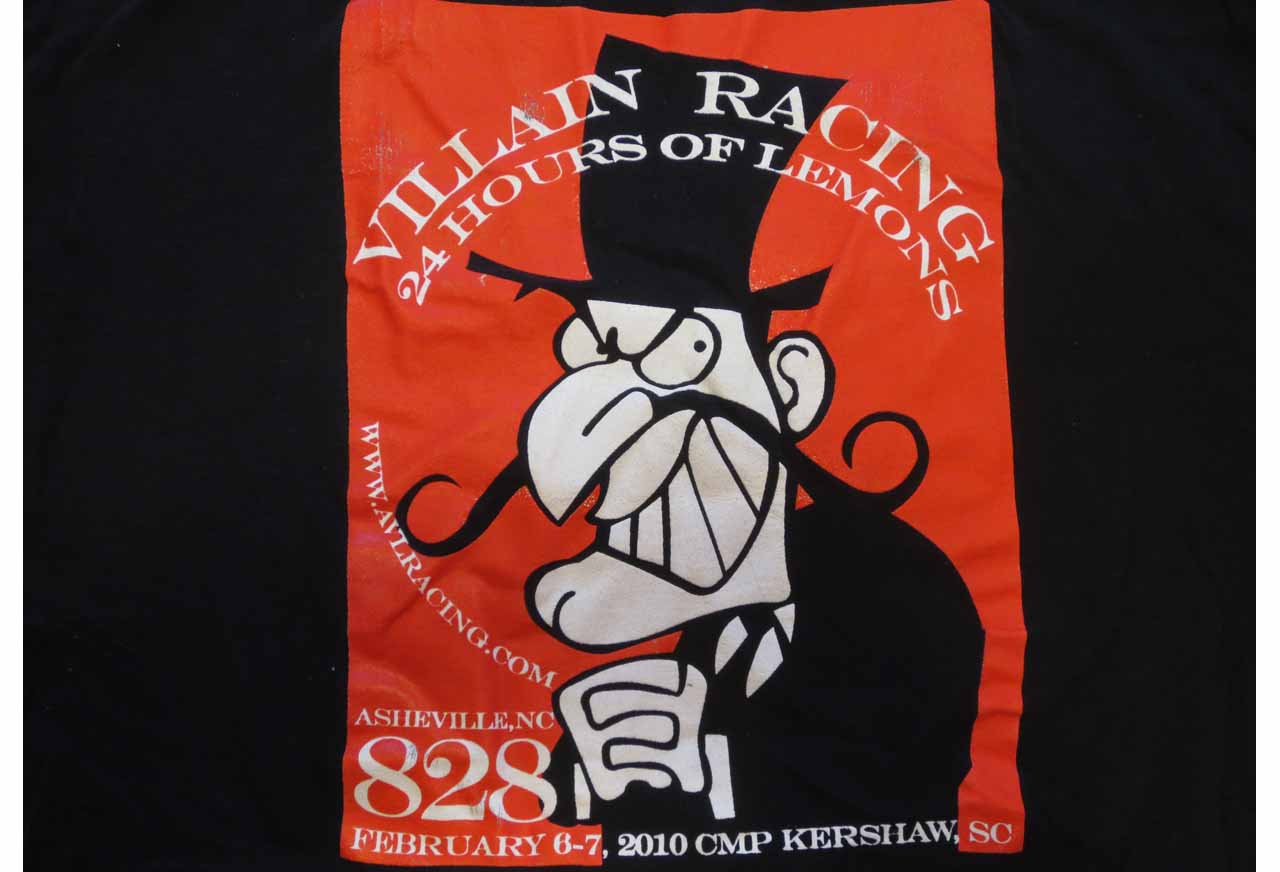 VILLAIN RACING
24 HOURS OF LEMONS
WWW.AVLRACING.COM
ASHEVILLE, NC
828
FEBRUARY 6-7, 2010 CMP KERSHAW, SC